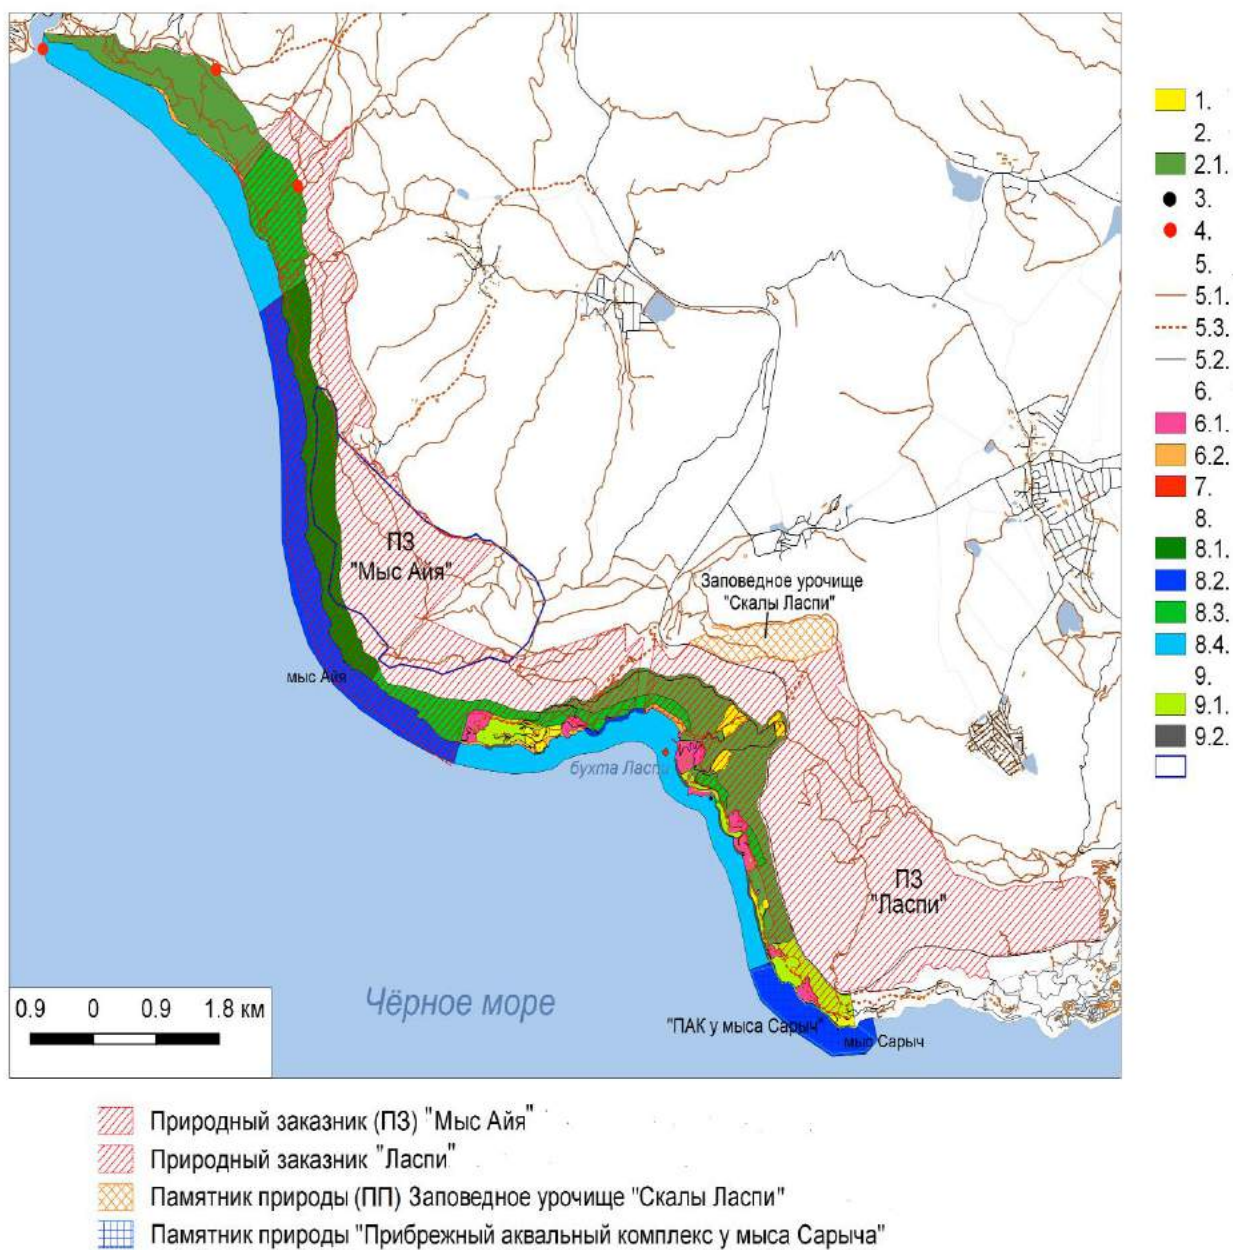 1.
2.
2.1.
3.
4.
5.
5.1.
5.3.
5.2.
6.
6.1.
6.2.
7.
8.
8.1.
8.2.
8.3.
8.4.
9.
9.1.
9.2.
ПЗ
"Мыс Айя"
Заповедное урочище
"Скалы Ласпи"
мыс Айя
бухта Ласпи
ПЗ
"Ласпи"
Чёрное море
"ПАК у мыса Сарыч"
мыс Сарыч
0.9 0 0.9 1.8 км
Природный заказник (ПЗ) "Мыс Айя"
Природный заказник "Ласпи"
Памятник природы (ПП) Заповедное урочище "Скалы Ласпи"
Памятник природы "Прибрежный аквальный комплекс у мыса Сарыча"